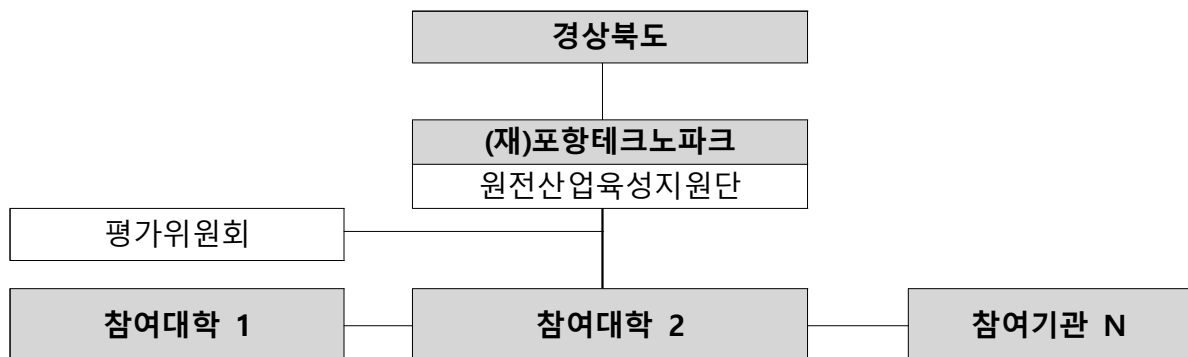 경상북도
(재)포항테크노파크
원전산업육성지원단
평가위원회
참여대학 1
참여대학 2
참여기관 N